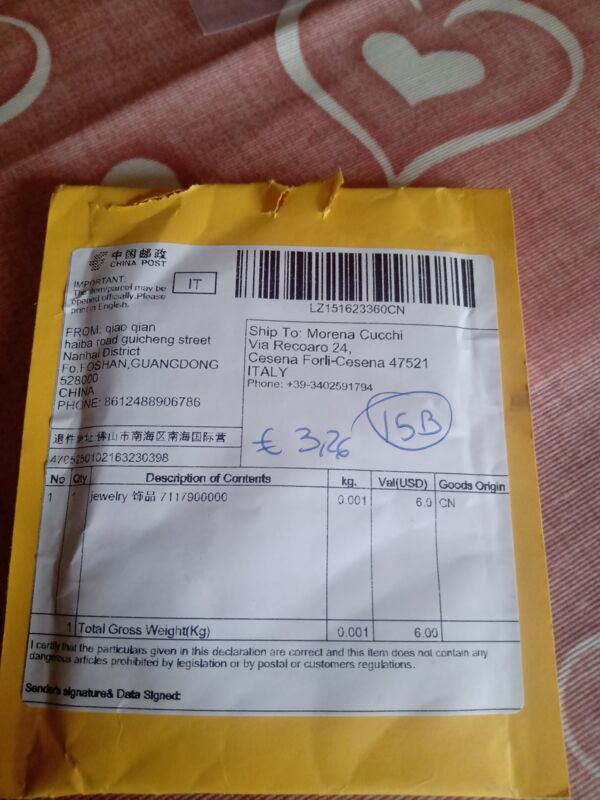 中国邮政
CHINA POST
IMPORTANT:
The item/parcel may be
opened officially.Please
print in English.
IT
LZ151623360CN
FROM: qiao qian
haiba road guicheng street
Nanhai District
Fo,FOSHAN,GUANGDONG
528000
CHINA
PHONE: 8612488906786
Ship To: Morena Cucchi
Via Recoaro 24,
Cesena Forli-Cesena 47521
ITALY
Phone: +39-3402591794
€ 3,26
15B
退件地址:佛山市南海区南海国际营
4705250102163230398
No Qty Description of Contents kg. Val(USD) Goods Origin
1 1 jewelry 饰品 7117900000 0.001 6.0 CN
1 Total Gross Weight(Kg) 0.001 6.00
I certify that the particulars given in this declaration are correct and this item does not contain any
dangerous articles prohibited by legislation or by postal or customers regulations.
Sender's signature& Data Signed: